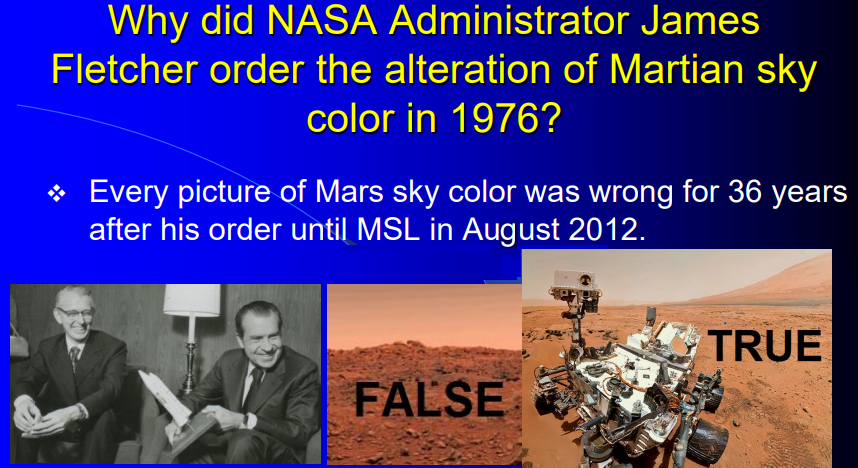 Why did NASA Administrator James
Fletcher order the alteration of Martian sky
color in 1976?
❖ Every picture of Mars sky color was wrong for 36 years
after his order until MSL in August 2012.
FALSE
TRUE